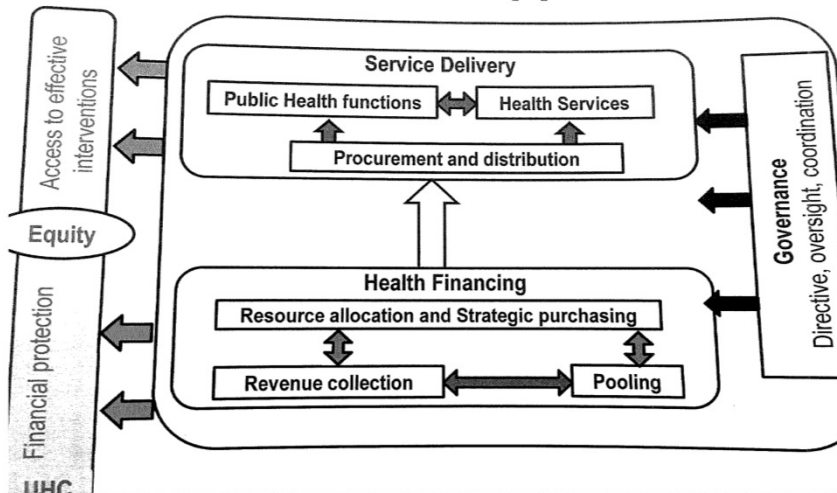 Service Delivery
Public Health functions
Health Services
Procurement and distribution
Health Financing
Resource allocation and Strategic purchasing
Revenue collection
Pooling
Access to effective
interventions
Equity
Financial protection
UHC
Governance
Directive, oversight, coordination